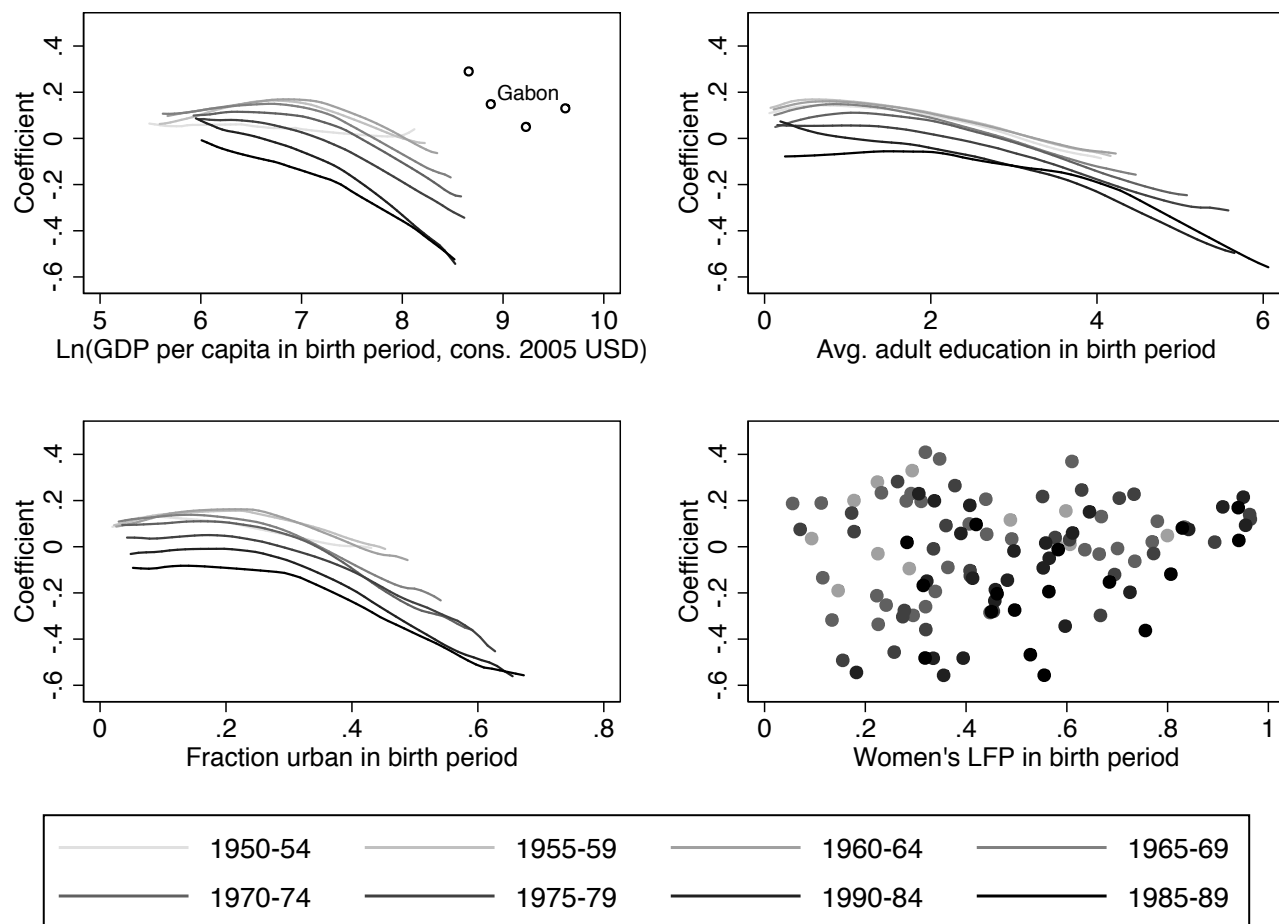 .4
.2
0
-.2
-.4
-.6
Coefficient
Gabon
5 6 7 8 9 10
Ln(GDP per capita in birth period, cons. 2005 USD)
.4
.2
0
-.2
-.4
-.6
Coefficient
0 2 4 6
Avg. adult education in birth period
.4
.2
0
-.2
-.4
-.6
Coefficient
0 .2 .4 .6 .8
Fraction urban in birth period
.4
.2
0
-.2
-.4
-.6
Coefficient
0 .2 .4 .6 .8 1
Women's LFP in birth period
1950-54 1955-59 1960-64 1965-69
1970-74 1975-79 1990-84 1985-89